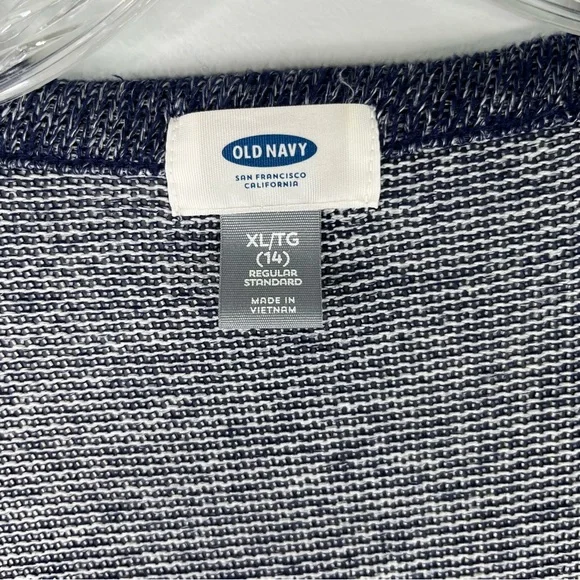 OLD NAVY
SAN FRANCISCO
CALIFORNIA
XL/TG
(14)
REGULAR
STANDARD
MADE IN
VIETNAM